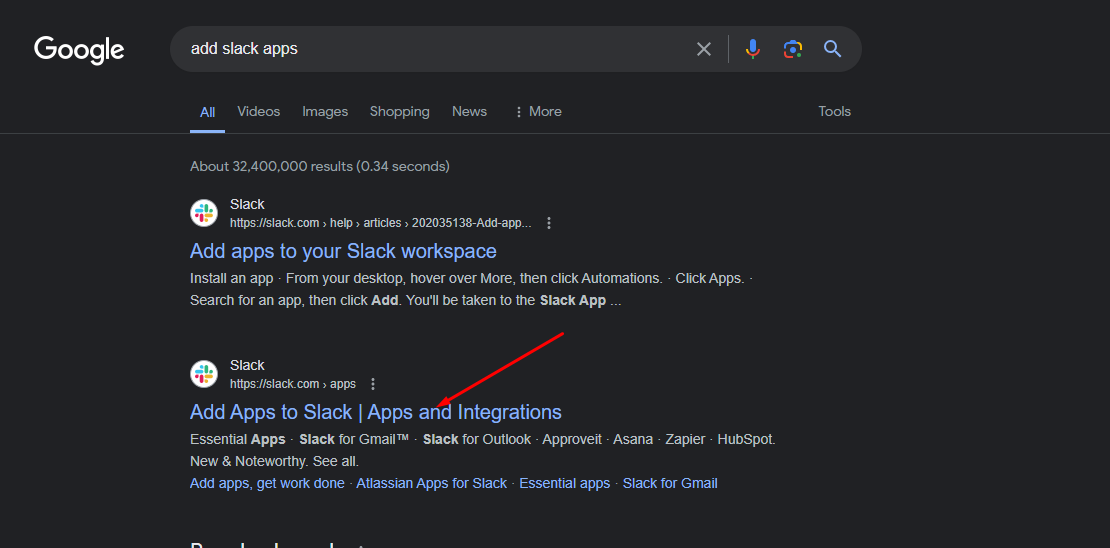 Google
add slack apps
All Videos Images Shopping News More Tools
About 32,400,000 results (0.34 seconds)
Slack
https://slack.com › help › articles › 202035138-Add-app...
Add apps to your Slack workspace
Install an app · From your desktop, hover over More, then click Automations. · Click Apps. ·
Search for an app, then click Add. You'll be taken to the Slack App ...
Slack
https://slack.com › apps
Add Apps to Slack | Apps and Integrations
Essential Apps · Slack for Gmail™ · Slack for Outlook · Approveit · Asana · Zapier · HubSpot.
New & Noteworthy. See all.
Add apps, get work done · Atlassian Apps for Slack · Essential apps · Slack for Gmail